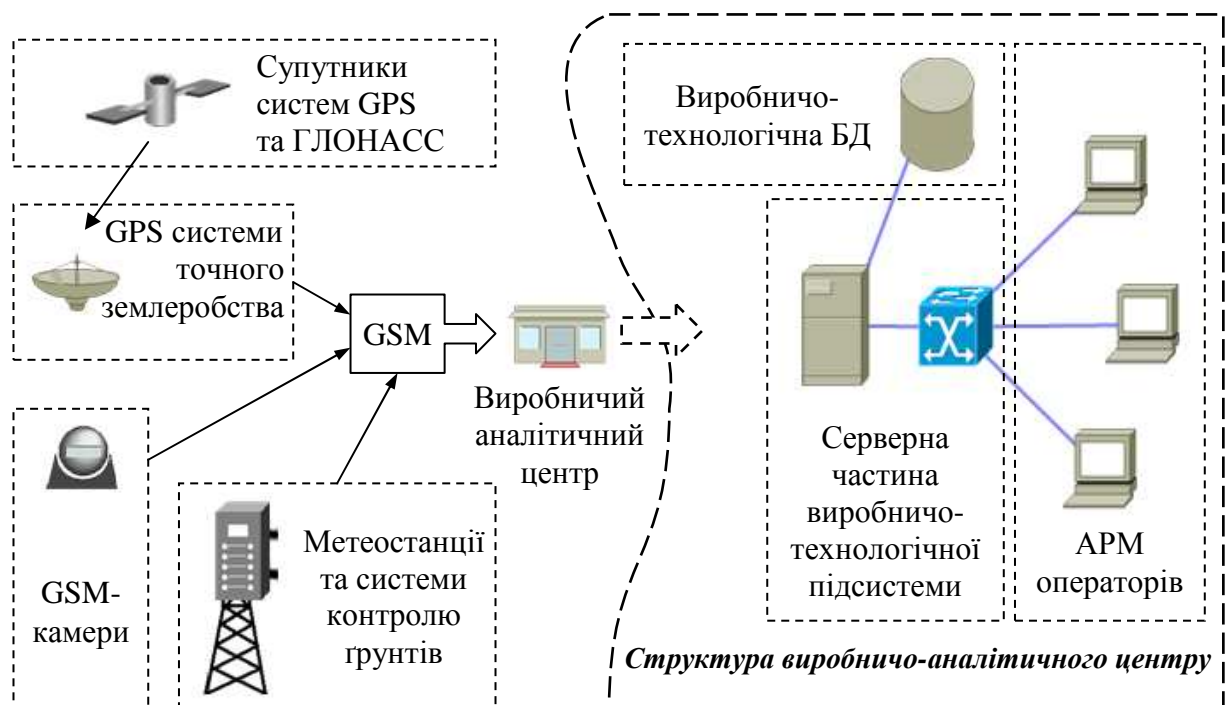 Супутники
систем GPS
та ГЛОНАСС
GPS системи
точного
землеробства
GSM
Виробничий
аналітичний
центр
GSM-
камери
Метеостанції
та системи
контролю
ґрунтів
Виробничо-
технологічна БД
Серверна
частина
виробничо-
технологічної
підсистеми
АРМ
операторів
Структура виробничо-аналітичного центру